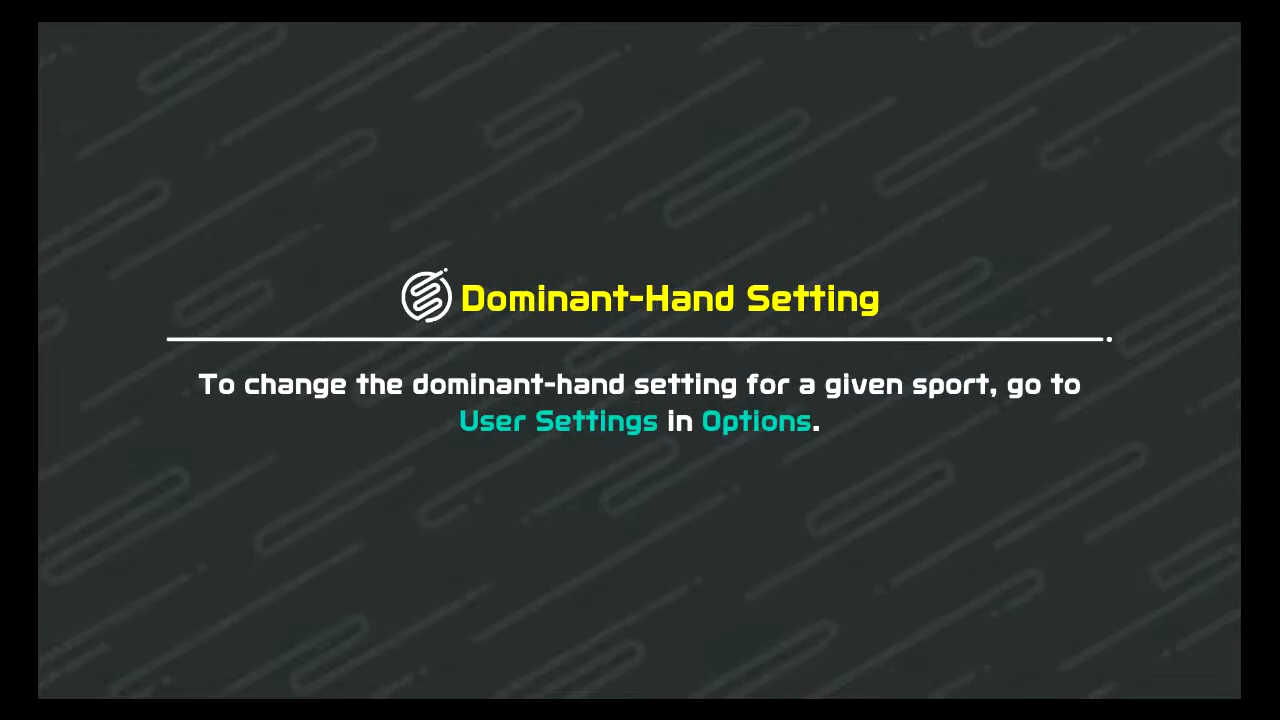 Dominant-Hand Setting
To change the dominant-hand setting for a given sport, go to
User Settings in Options.